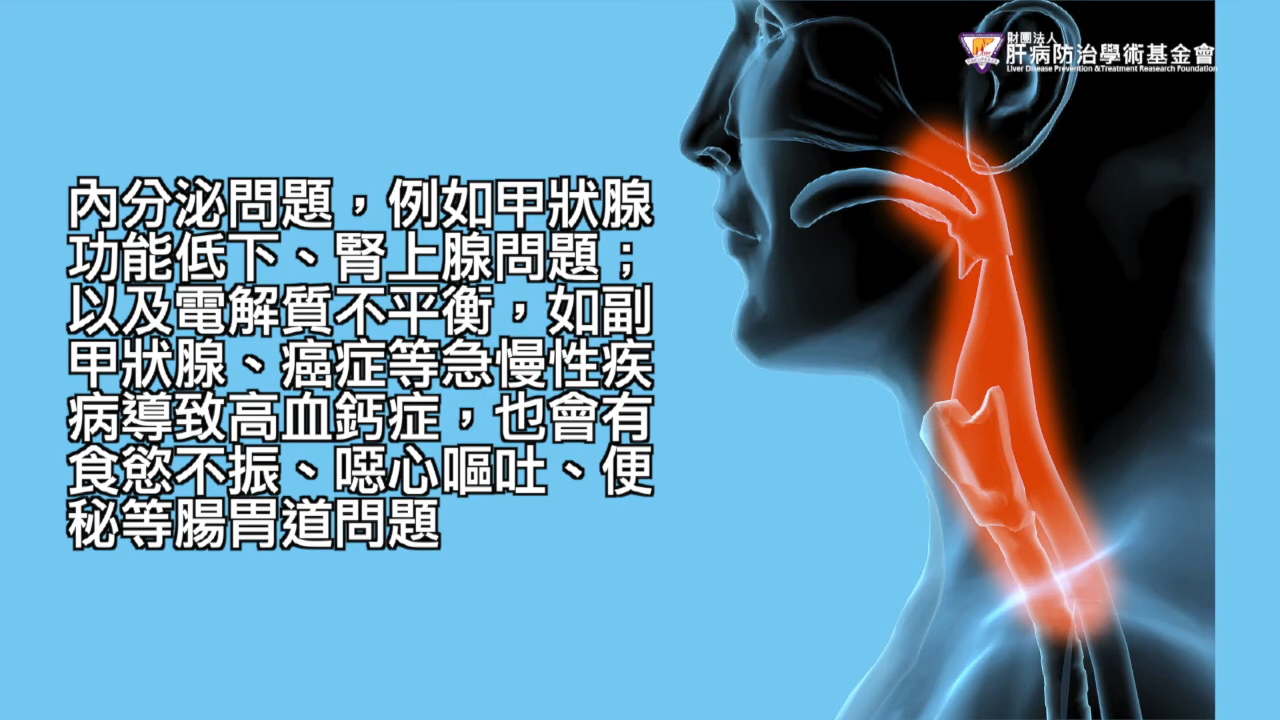 財團法人
肝病防治學術基金會
Liver Disease Prevention &Treatment Reasearch Foundation
內分泌問題，例如甲狀腺
功能低下、腎上腺問題；
以及電解質不平衡，如副
甲狀腺、癌症等急慢性疾
病導致高血鈣症，也會有
食慾不振、噁心嘔吐、便
秘等腸胃道問題